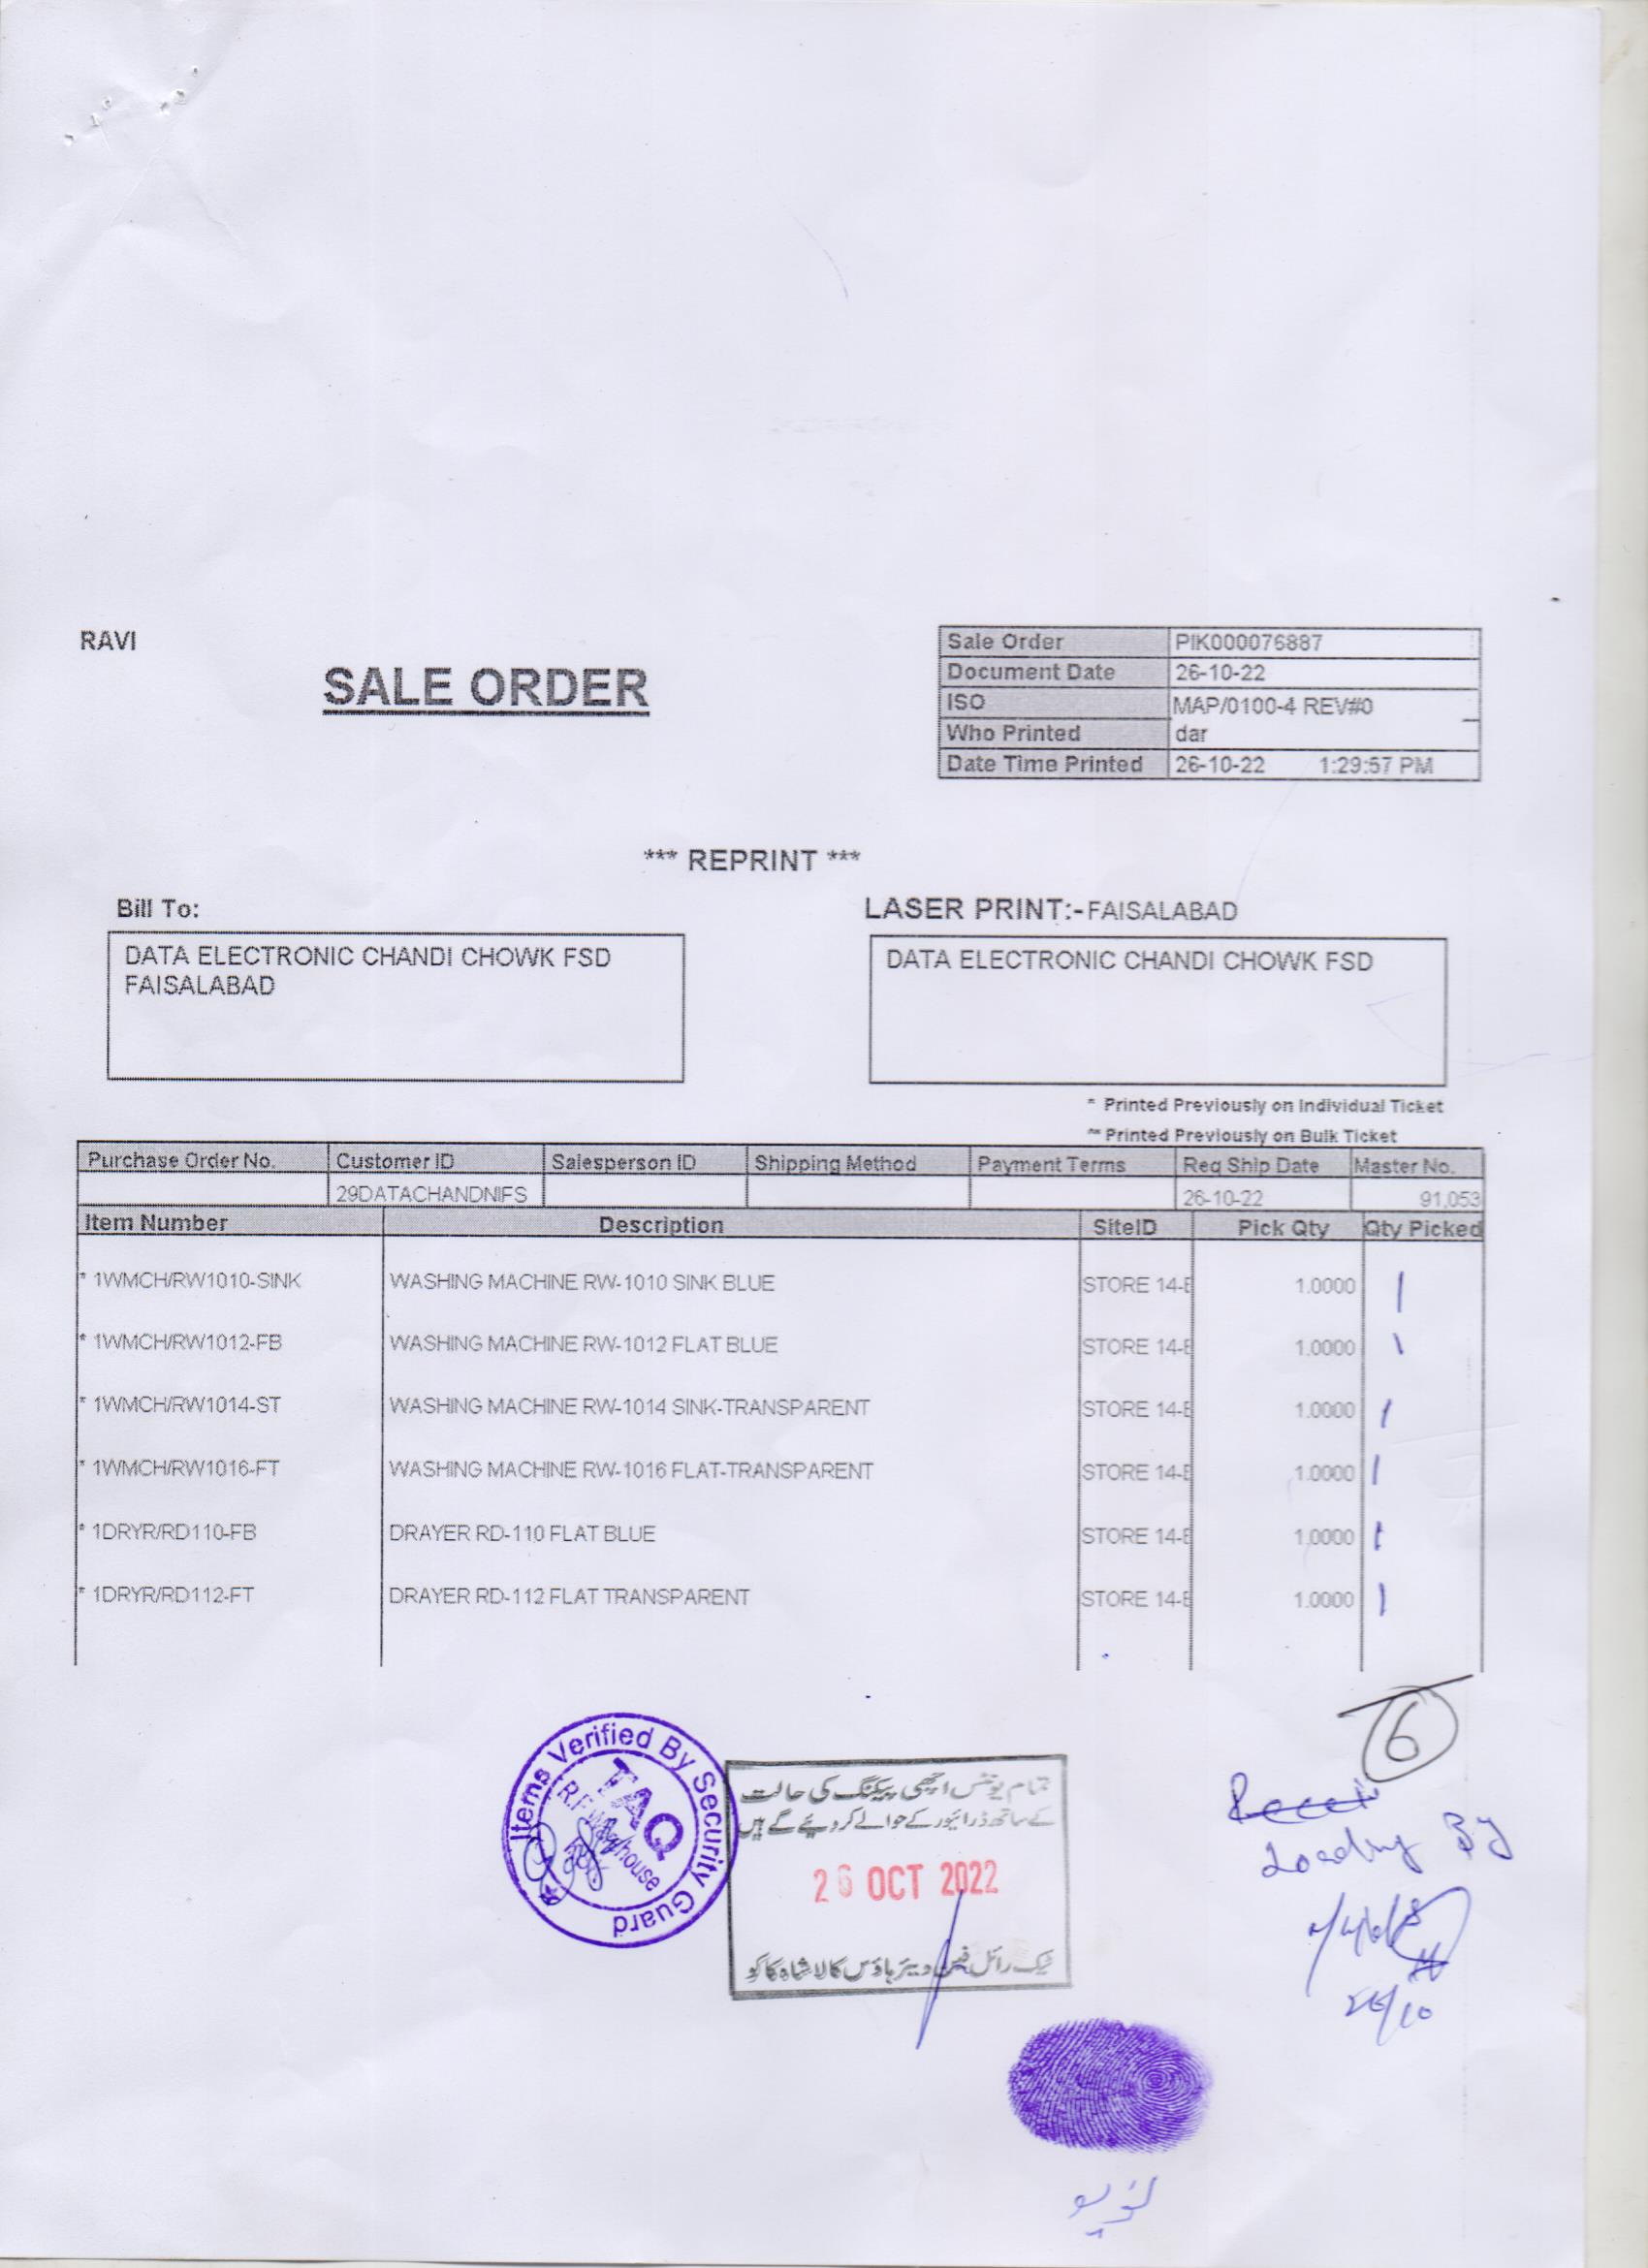 RAVI
SALE ORDER
Sale Order PIK000076887
Document Date 26-10-22
ISO MAP/0100-4 REV#0
Who Printed dar
Date Time Printed 26-10-22 1:29:57 PM
*** REPRINT ***
Bill To:
DATA ELECTRONIC CHANDI CHOWK FSD
FAISALABAD
LASER PRINT:-FAISALABAD
DATA ELECTRONIC CHANDI CHOWK FSD
* Printed Previously on Individual Ticket
** Printed Previously on Bulk Ticket
Purchase Order No. Customer ID Salesperson ID Shipping Method Payment Terms Req Ship Date Master No.
29DATACHANDNIFS 26-10-22 91,053
Item Number Description SiteID Pick Qty Qty Picked
* 1WMCH/RW1010-SINK WASHING MACHINE RW-1010 SINK BLUE STORE 14-E 1.0000 1
* 1WMCH/RW1012-FB WASHING MACHINE RW-1012 FLAT BLUE STORE 14-E 1.0000 1
* 1WMCH/RW1014-ST WASHING MACHINE RW-1014 SINK-TRANSPARENT STORE 14-E 1.0000 1
* 1WMCH/RW1016-FT WASHING MACHINE RW-1016 FLAT-TRANSPARENT STORE 14-E 1.0000 1
* 1DRYR/RD110-FB DRAYER RD-110 FLAT BLUE STORE 14-E 1.0000 1
* 1DRYR/RD112-FT DRAYER RD-112 FLAT TRANSPARENT STORE 14-E 1.0000 1
6
Items Verified By Security Guard
TAQ
R.F Warehouse
تمام یونٹس اچھی پیکنگ کی حالت
کے ساتھ ڈرائیور کے حوالے کر دیئے گے ہیں
26 OCT 2022
ٹیک رائل فین ویئر ہاؤس کالا شاہ کاکو
Loading By
26/10